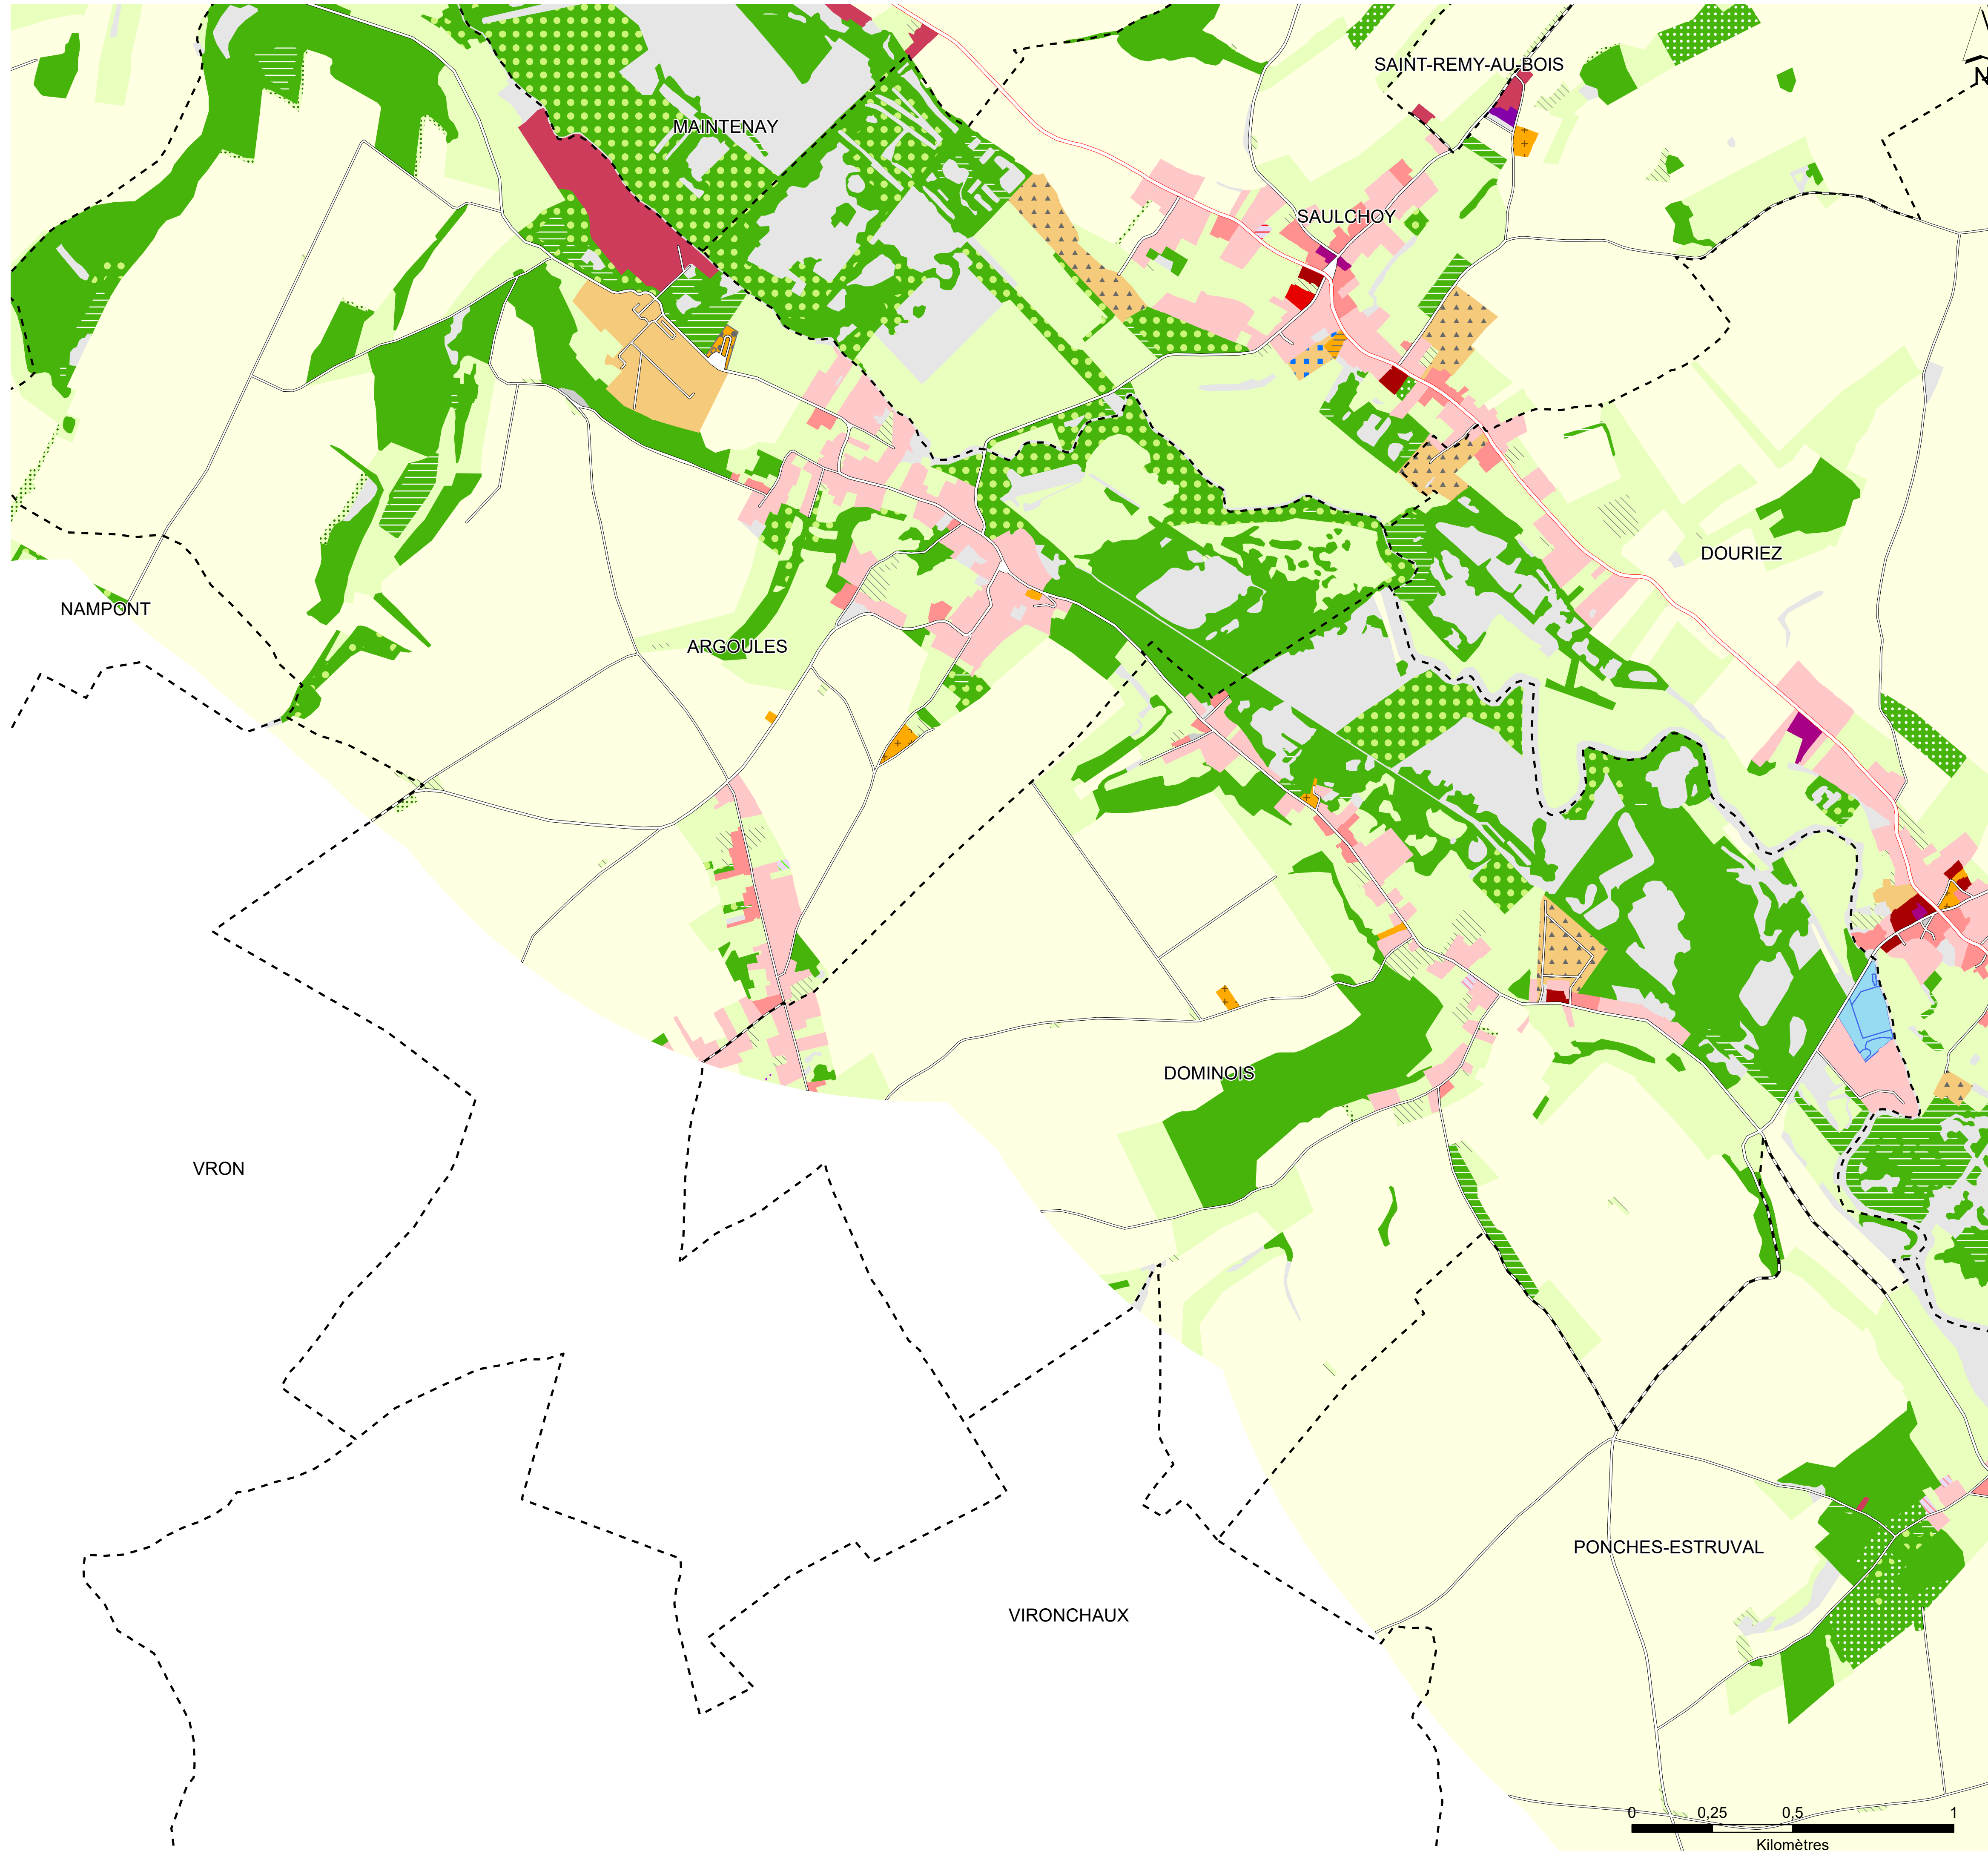 SAINT-REMY-AU-BOIS
N
MAINTENAY
SAULCHOY
DOURIEZ
NAMPONT
ARGOULES
DOMINOIS
VRON
PONCHES-ESTRUVAL
VIRONCHAUX
0 0,25 0,5 1
Kilomètres